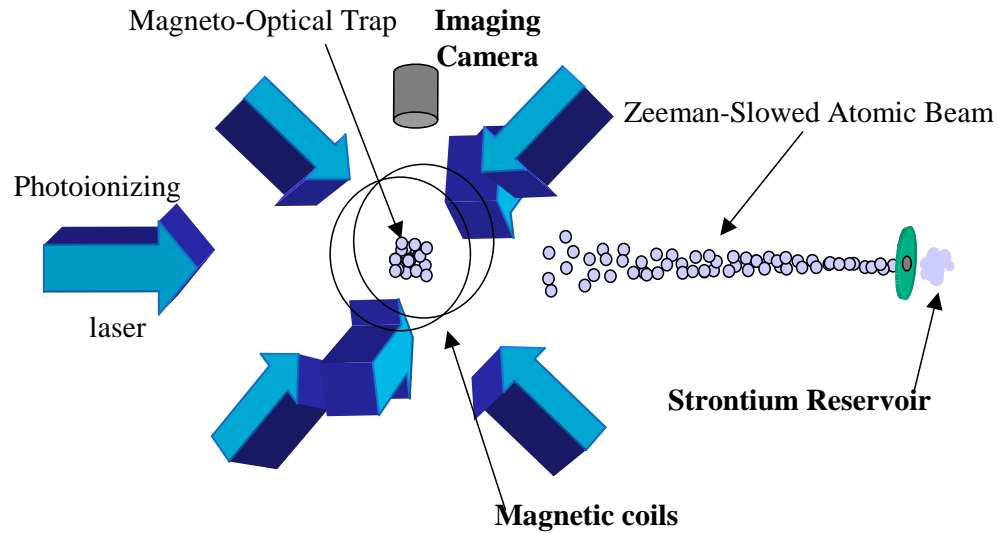 Magneto-Optical Trap
Imaging
Camera
Zeeman-Slowed Atomic Beam
Photoionizing
laser
Strontium Reservoir
Magnetic coils